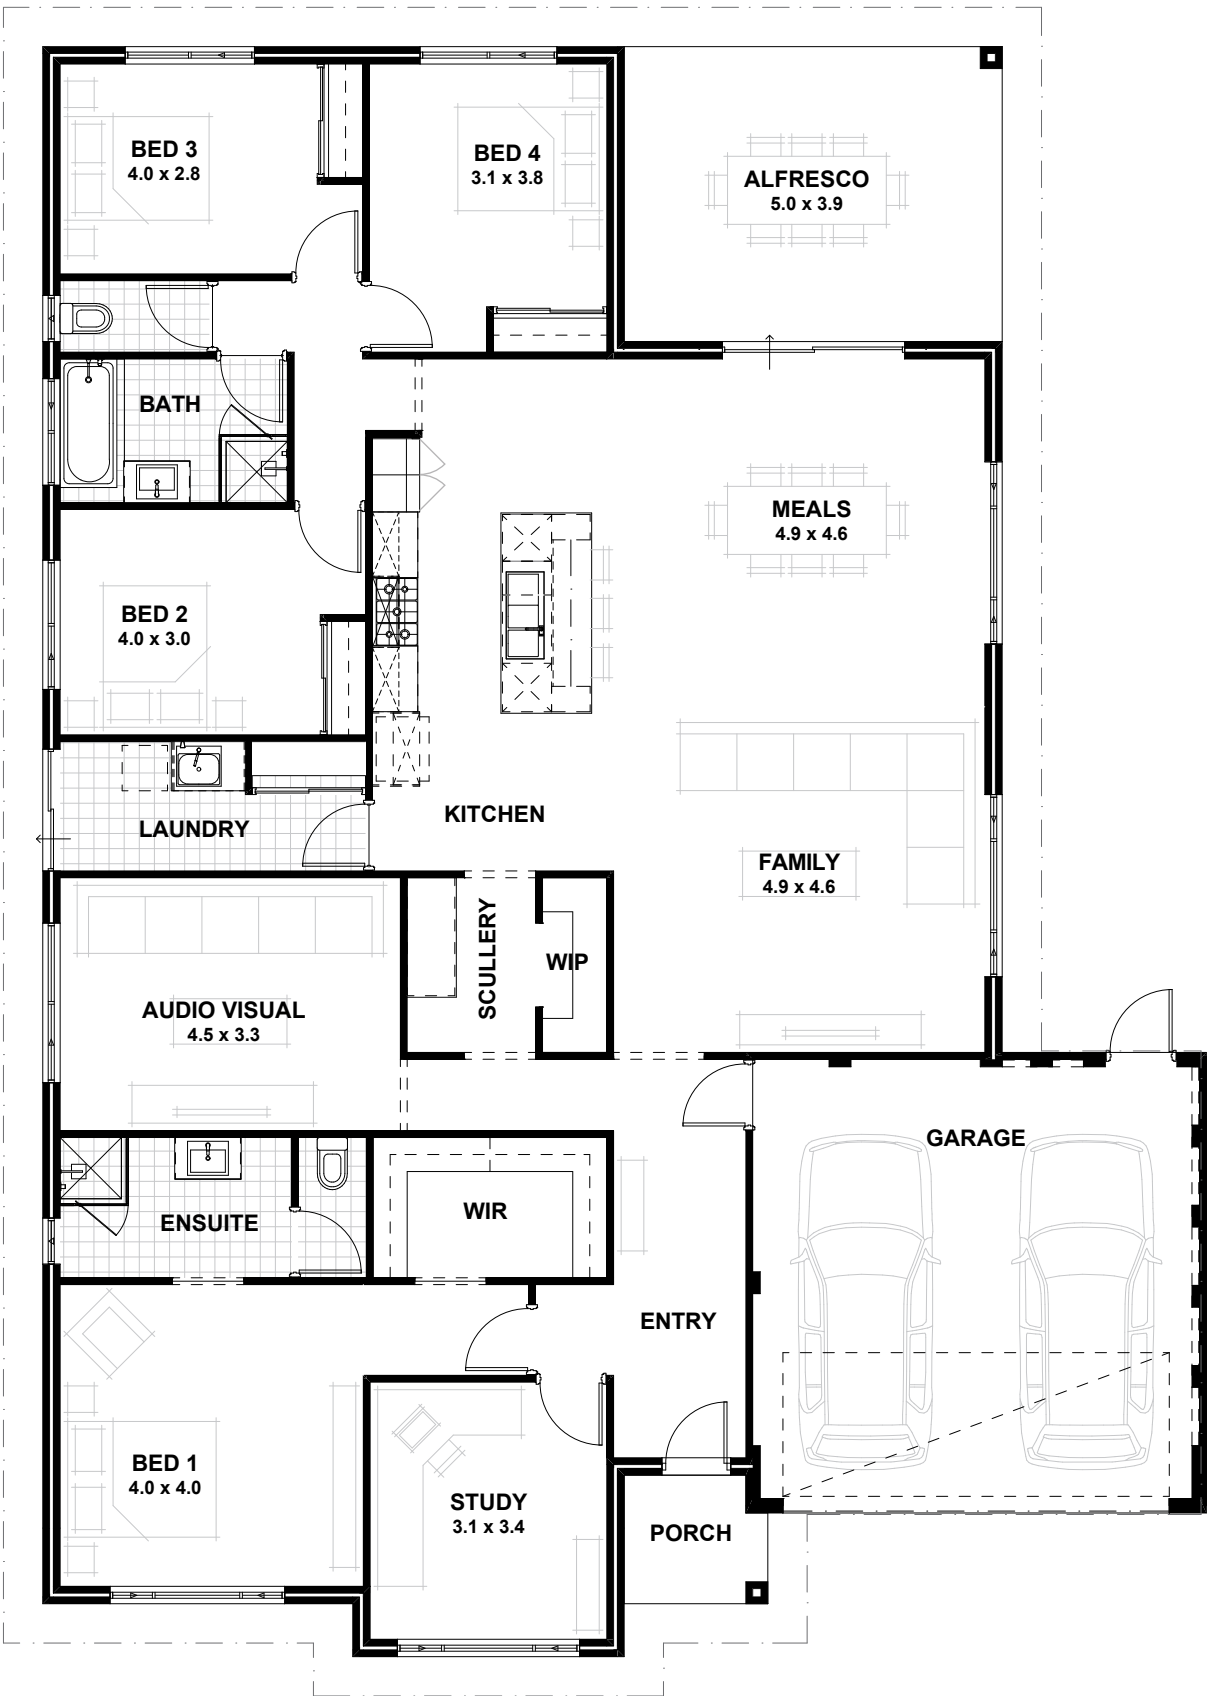 BED 3
4.0 x 2.8
BED 4
3.1 x 3.8
ALFRESCO
5.0 x 3.9
BATH
MEALS
4.9 x 4.6
BED 2
4.0 x 3.0
LAUNDRY
KITCHEN
FAMILY
4.9 x 4.6
SCULLERY
WIP
AUDIO VISUAL
4.5 x 3.3
GARAGE
ENSUITE
WIR
ENTRY
BED 1
4.0 x 4.0
STUDY
3.1 x 3.4
PORCH